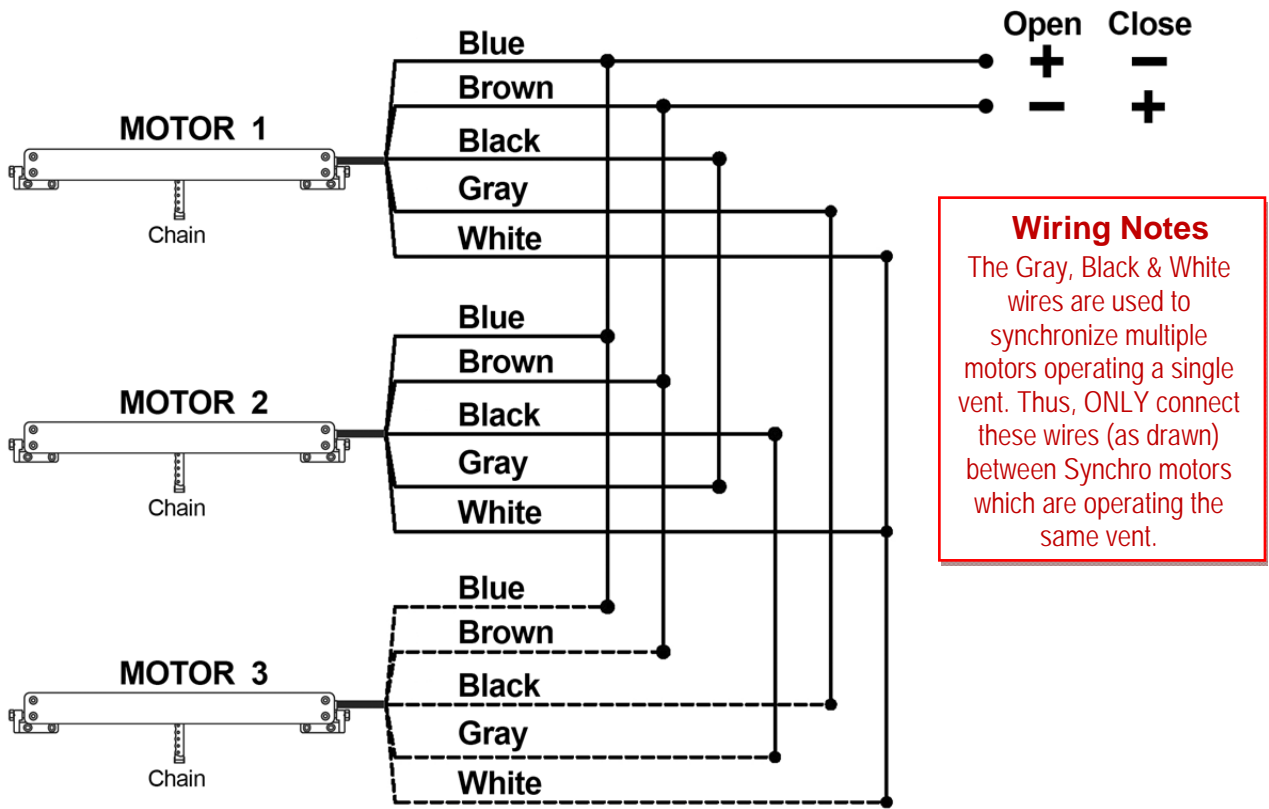 Open Close
+ −
− +
Blue
Brown
MOTOR 1
Black
Gray
Chain
White
Blue
Brown
MOTOR 2
Black
Gray
Chain
White
Blue
Brown
MOTOR 3
Black
Gray
Chain
White
Wiring Notes
The Gray, Black & White
wires are used to
synchronize multiple
motors operating a single
vent. Thus, ONLY connect
these wires (as drawn)
between Synchro motors
which are operating the
same vent.